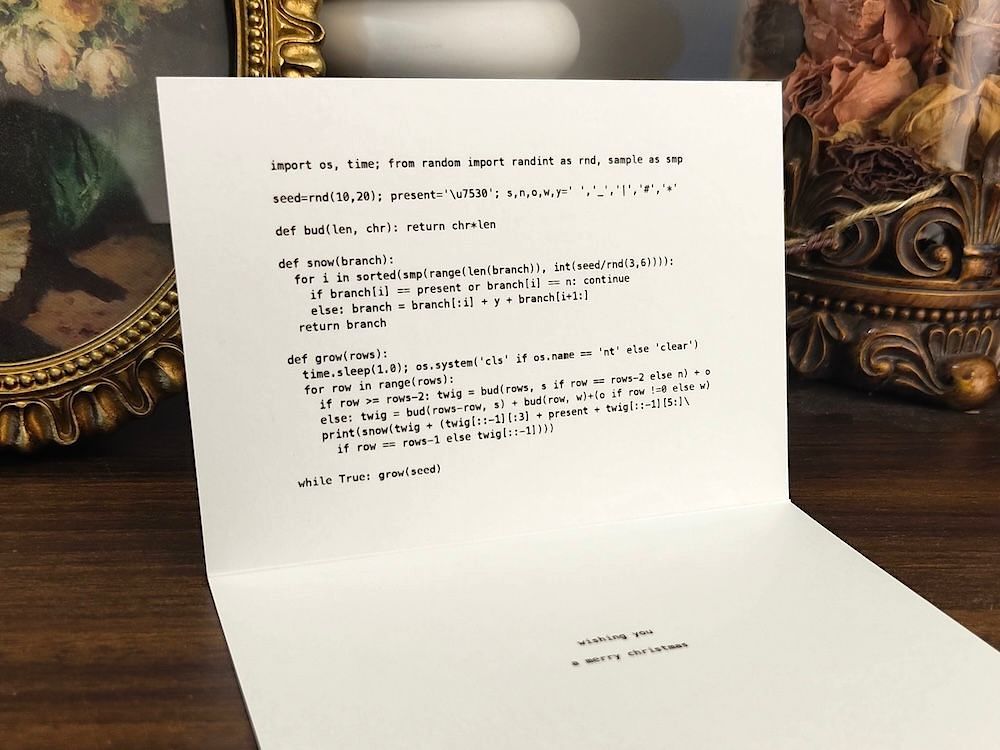 import os, time; from random import randint as rnd, sample as smp
seed=rnd(10,20); present='\u7530'; s,n,o,w,y=' ','_','|','#','*'
def bud(len, chr): return chr*len
def snow(branch):
for i in sorted(smp(range(len(branch)), int(seed/rnd(3,6)))):
if branch[i] == present or branch[i] == n: continue
else: branch = branch[:i] + y + branch[i+1:]
return branch
def grow(rows):
time.sleep(1.0); os.system('cls' if os.name == 'nt' else 'clear')
for row in range(rows):
if row >= rows-2: twig = bud(rows, s if row == rows-2 else n) + o
else: twig = bud(rows-row, s) + bud(row, w)+(o if row !=0 else w)
print(snow(twig + (twig[::-1][:3] + present + twig[::-1][5:]\
if row == rows-1 else twig[::-1])))
while True: grow(seed)
wishing you
a merry christmas